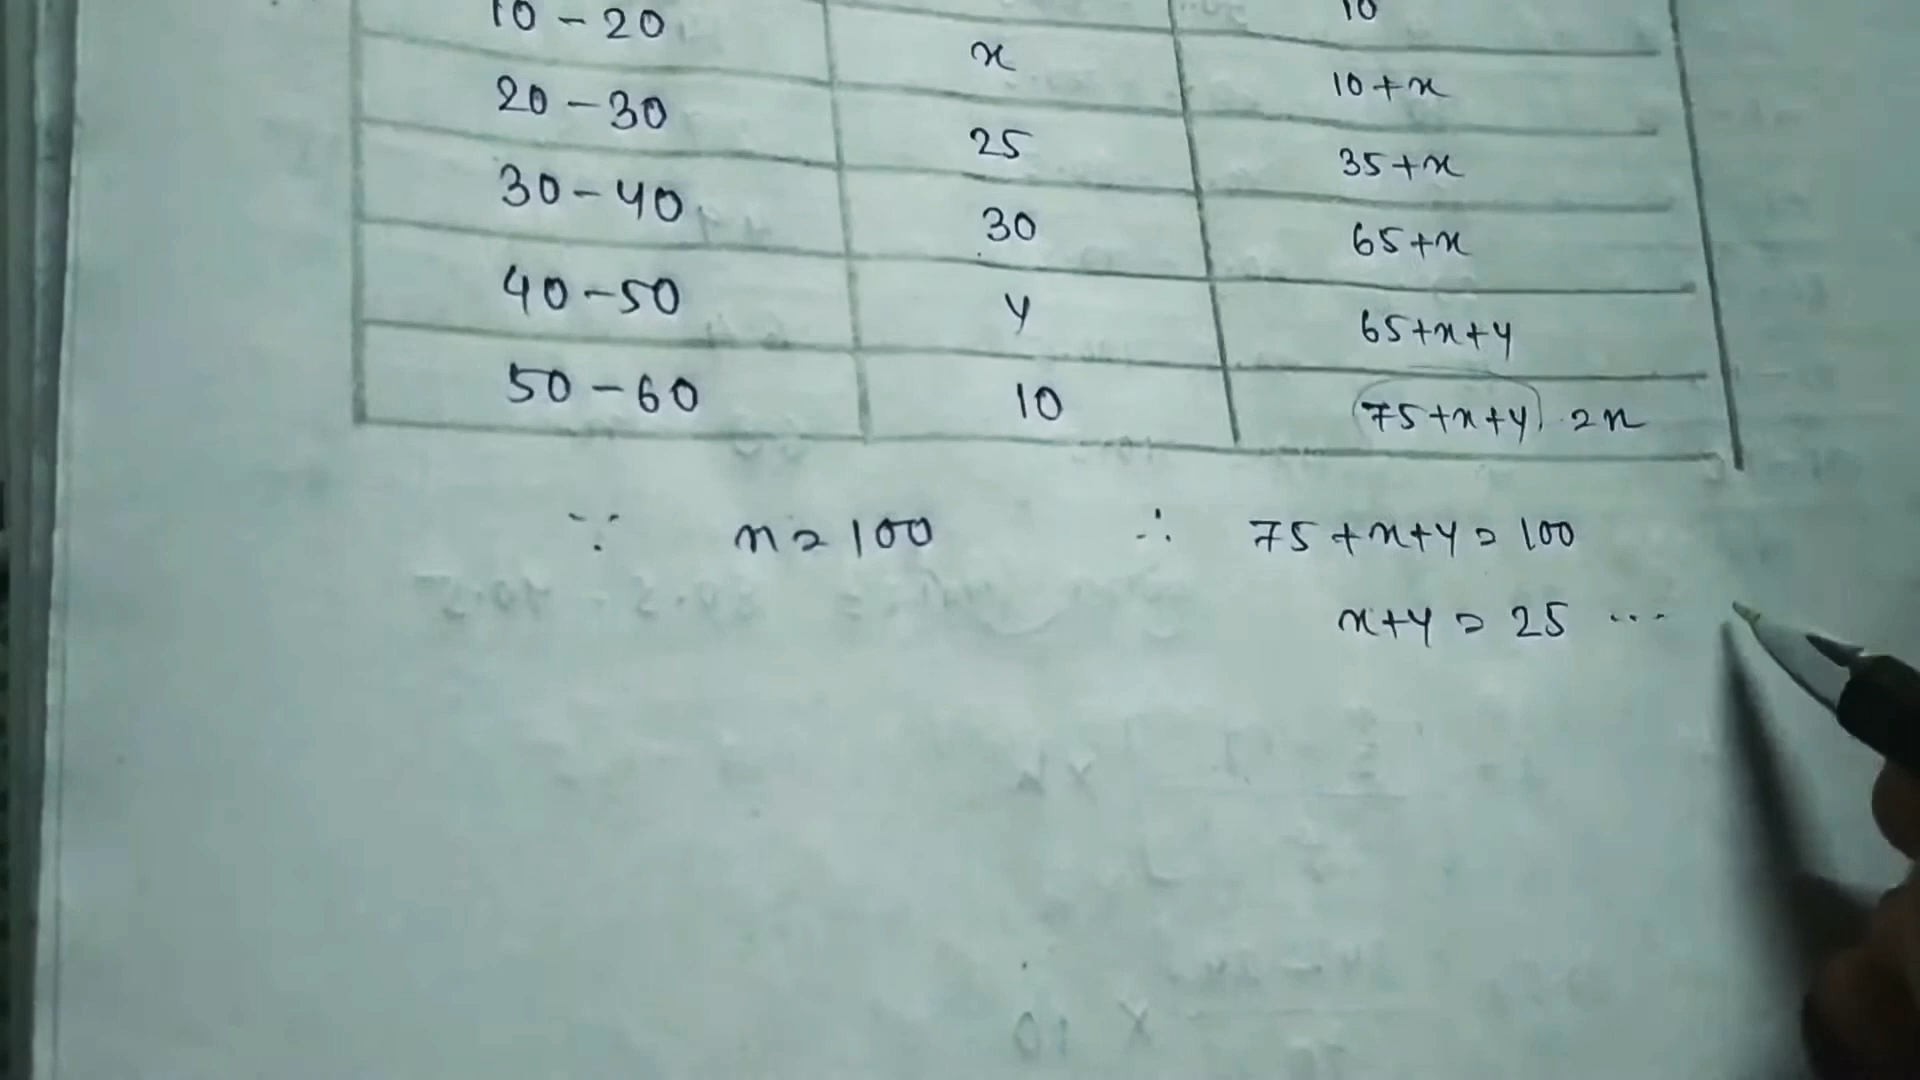 10 - 20 x 10
20 - 30 25 10+x
30 - 40 30 35+x
40 - 50 y 65+x
50 - 60 10 65+x+y
75+x+y = n
∵ n = 100 ∴ 75+x+y = 100
x+y = 25 ...